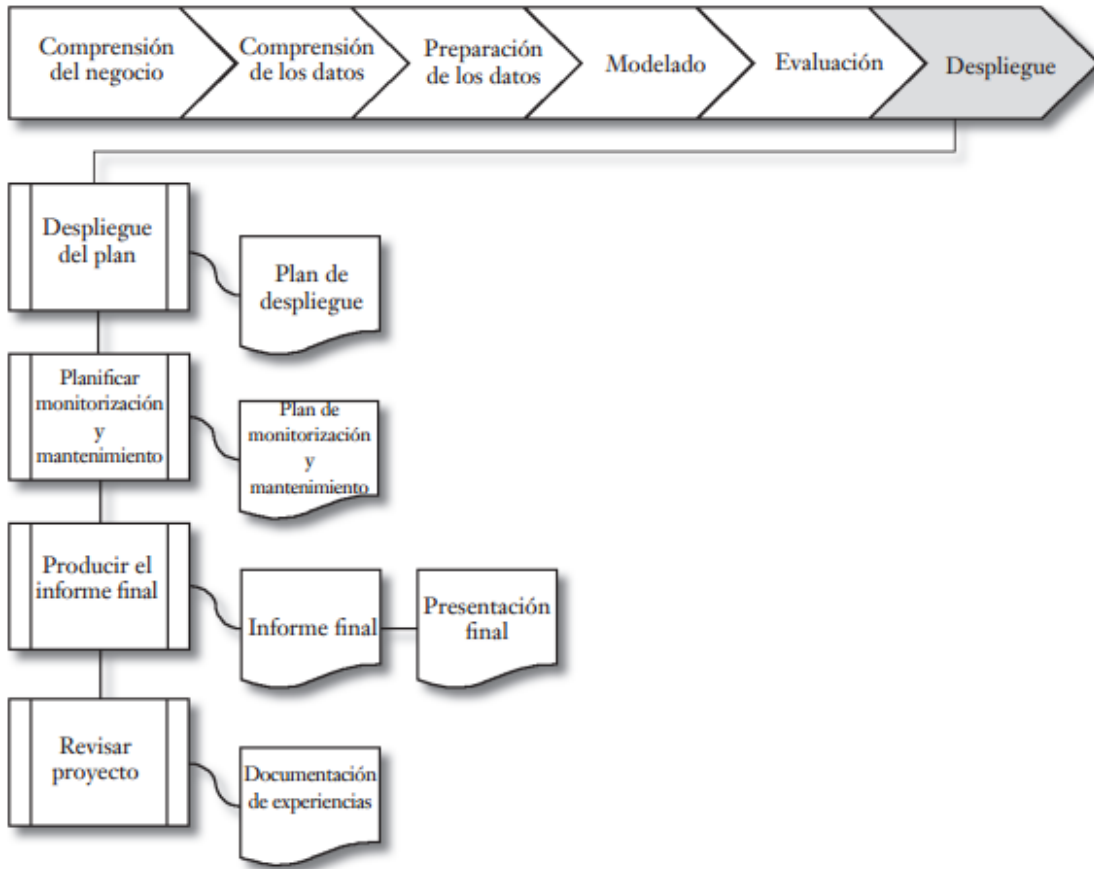 Comprensión
del negocio
Comprensión
de los datos
Preparación
de los datos
Modelado
Evaluación
Despliegue
Despliegue
del plan
Plan de
despliegue
Planificar
monitorización
y
mantenimiento
Plan de
monitorización
y
mantenimiento
Producir el
informe final
Informe final
Presentación
final
Revisar
proyecto
Documentación
de experiencias